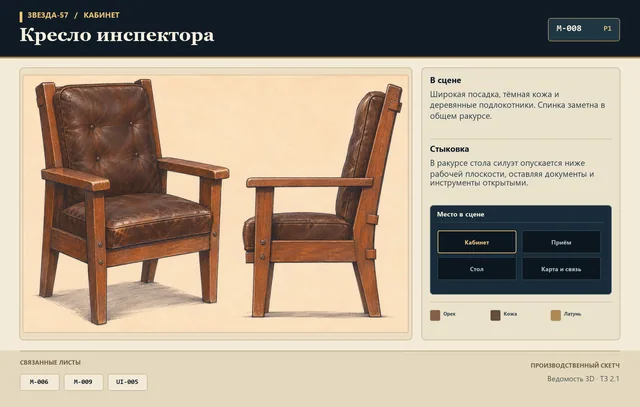 ЗВЕЗДА-57 / КАБИНЕТ
Кресло инспектора
M-008 P1
В сцене
Широкая посадка, тёмная кожа и
деревянные подлокотники. Спинка заметна в
общем ракурсе.
Стыковка
В ракурсе стола силуэт опускается ниже
рабочей плоскости, оставляя документы и
инструменты открытыми.
Место в сцене
Кабинет
Приём
Стол
Карта и связь
Орех
Кожа
Латунь
СВЯЗАННЫЕ ЛИСТЫ
M-006
M-009
UI-005
ПРОИЗВОДСТВЕННЫЙ СКЕТЧ
Ведомость 3D · ТЗ 2.1